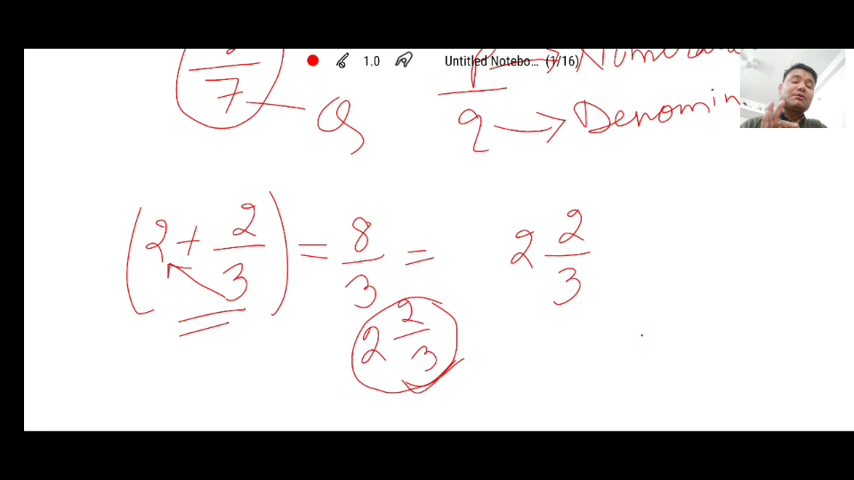 1.0 Untitled Notebo... (1/16)
7 Q
q → Denomin
(2 + 2/3) = 8/3 = 2 2/3
2 2/3